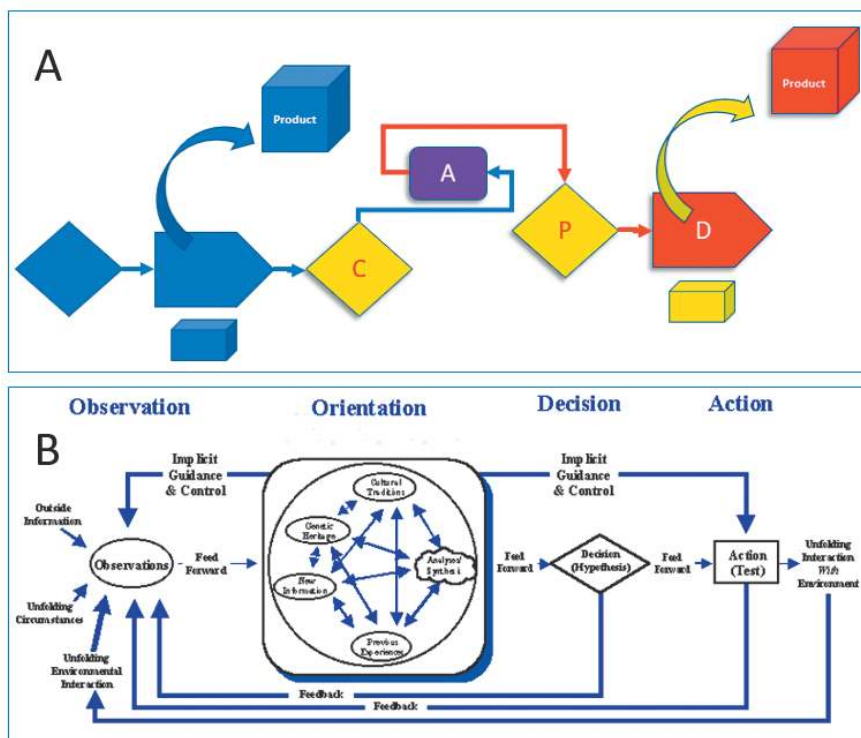 A
Product
Product
A
C
P
D
Observation
Orientation
Decision
Action
B
Implicit
Guidance
& Control
Cultural
Traditions
Implicit
Guidance
& Control
Outside
Information
Genetic
Heritage
Observations
Feed
Forward
Analyses/
Synthesis
Feed
Forward
Decision
(Hypothesis)
Feed
Forward
Action
(Test)
Unfolding
Interaction
With
Environment
New
Information
Unfolding
Circumstances
Previous
Experiences
Unfolding
Environmental
Interaction
Feedback
Feedback